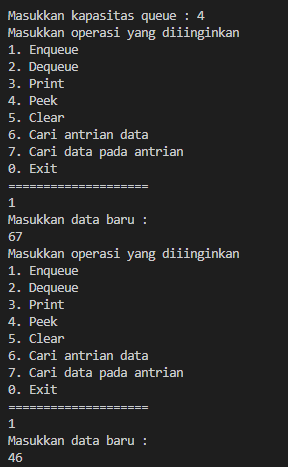 Masukkan kapasitas queue : 4
Masukkan operasi yang diiinginkan
1. Enqueue
2. Dequeue
3. Print
4. Peek
5. Clear
6. Cari antrian data
7. Cari data pada antrian
0. Exit
====================
1
Masukkan data baru :
67
Masukkan operasi yang diiinginkan
1. Enqueue
2. Dequeue
3. Print
4. Peek
5. Clear
6. Cari antrian data
7. Cari data pada antrian
0. Exit
====================
1
Masukkan data baru :
46